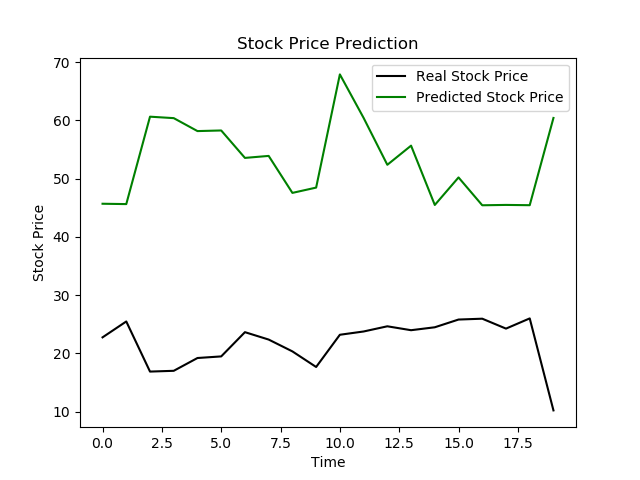 Stock Price Prediction
Real Stock Price
Predicted Stock Price
Stock Price
70
60
50
40
30
20
10
0.0 2.5 5.0 7.5 10.0 12.5 15.0 17.5
Time